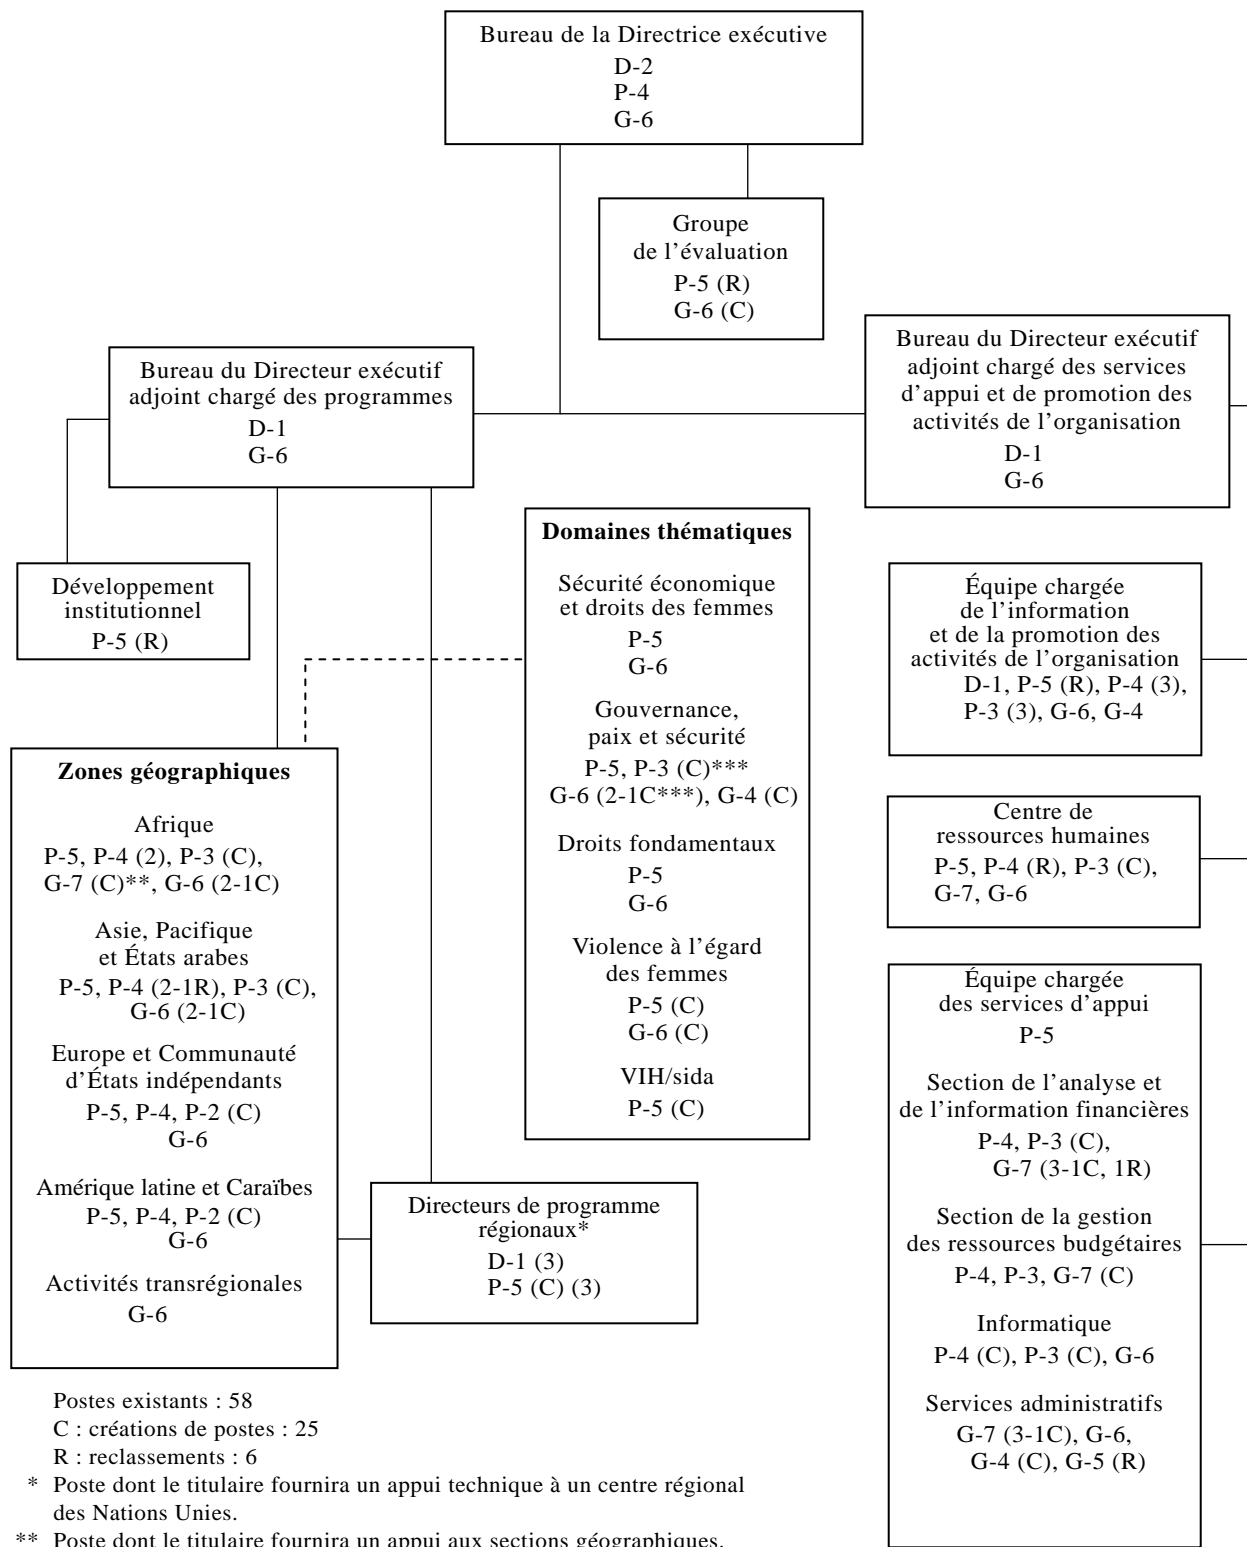 Bureau de la Directrice exécutive
D-2
P-4
G-6
Groupe
de l’évaluation
P-5 (R)
G-6 (C)
Bureau du Directeur exécutif
adjoint chargé des programmes
D-1
G-6
Bureau du Directeur exécutif
adjoint chargé des services
d’appui et de promotion des
activités de l’organisation
D-1
G-6
Développement
institutionnel
P-5 (R)
Domaines thématiques
Sécurité économique
et droits des femmes
P-5
G-6
Gouvernance,
paix et sécurité
P-5, P-3 (C)***
G-6 (2-1C***), G-4 (C)
Droits fondamentaux
P-5
G-6
Violence à l’égard
des femmes
P-5 (C)
G-6 (C)
VIH/sida
P-5 (C)
Équipe chargée
de l’information
et de la promotion des
activités de l’organisation
D-1, P-5 (R), P-4 (3),
P-3 (3), G-6, G-4
Zones géographiques
Afrique
P-5, P-4 (2), P-3 (C),
G-7 (C)**, G-6 (2-1C)
Asie, Pacifique
et États arabes
P-5, P-4 (2-1R), P-3 (C),
G-6 (2-1C)
Europe et Communauté
d’États indépendants
P-5, P-4, P-2 (C)
G-6
Amérique latine et Caraïbes
P-5, P-4, P-2 (C)
G-6
Activités transrégionales
G-6
Centre de
ressources humaines
P-5, P-4 (R), P-3 (C),
G-7, G-6
Directeurs de programme
régionaux*
D-1 (3)
P-5 (C) (3)
Équipe chargée
des services d’appui
P-5
Section de l’analyse et
de l’information financières
P-4, P-3 (C),
G-7 (3-1C, 1R)
Section de la gestion
des ressources budgétaires
P-4, P-3, G-7 (C)
Informatique
P-4 (C), P-3 (C), G-6
Services administratifs
G-7 (3-1C), G-6,
G-4 (C), G-5 (R)
Postes existants : 58
C : créations de postes : 25
R : reclassements : 6
* Poste dont le titulaire fournira un appui technique à un centre régional
des Nations Unies.
** Poste dont le titulaire fournira un appui aux sections géographiques.